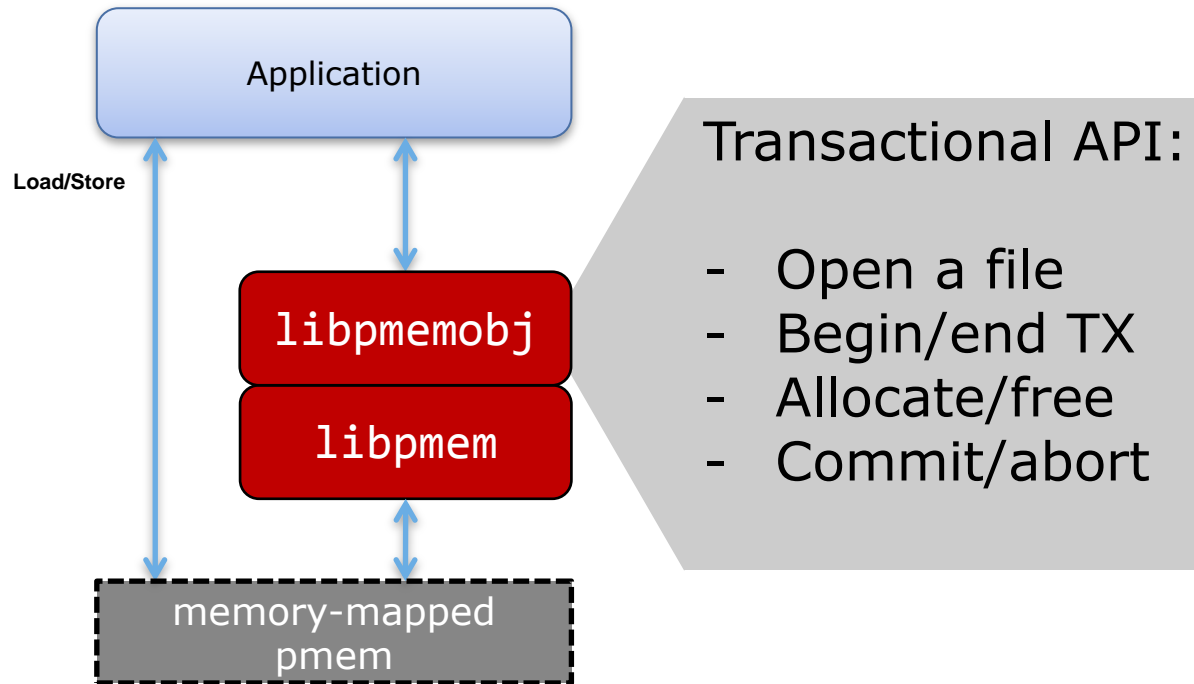 Application
Load/Store
libpmemobj
libpmem
memory-mapped
pmem
Transactional API:
- Open a file
- Begin/end TX
- Allocate/free
- Commit/abort